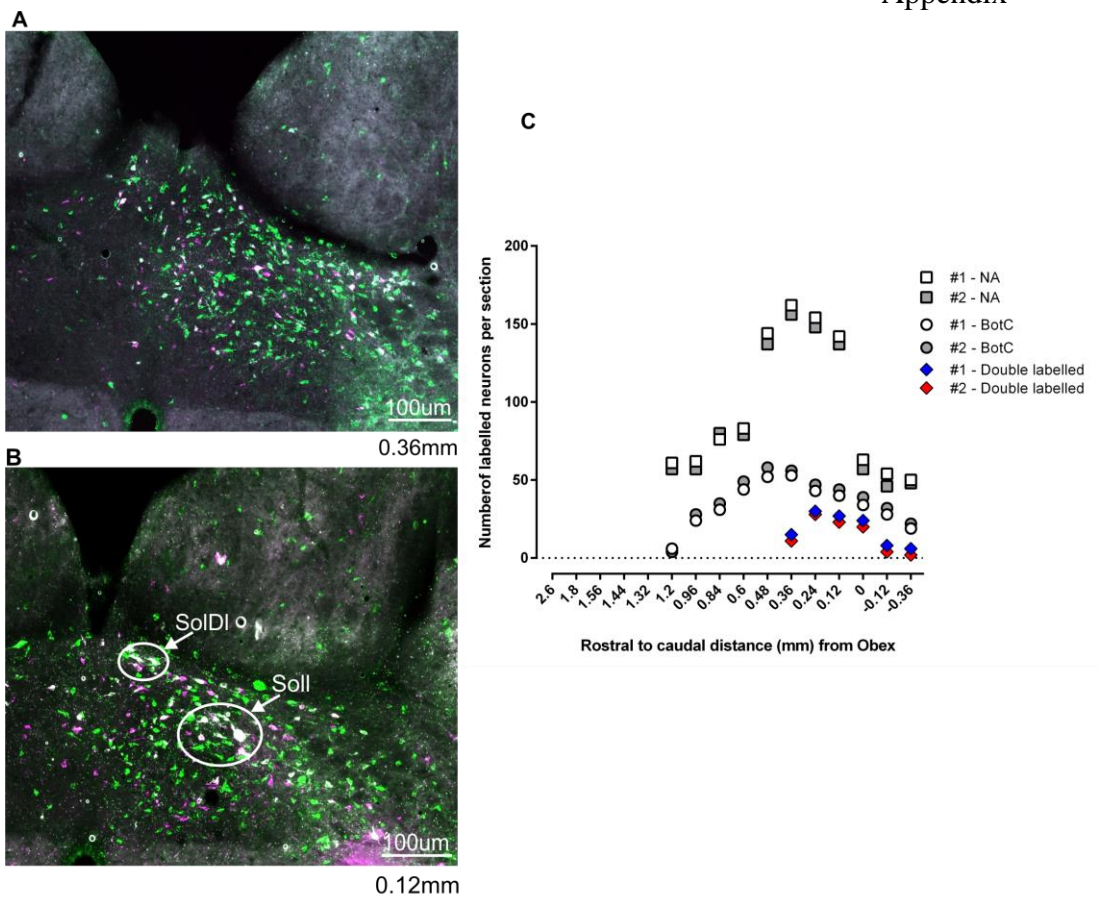 Appendix
A
100um
0.36mm
B
SolDl
SolI
100um
0.12mm
C
Numberof labelled neurons per section
200
150
100
50
0
#1 - NA
#2 - NA
#1 - BotC
#2 - BotC
#1 - Double labelled
#2 - Double labelled
2.6
1.8
1.56
1.44
1.32
1.2
0.96
0.84
0.6
0.48
0.36
0.24
0.12
0
-0.12
-0.36
Rostral to caudal distance (mm) from Obex